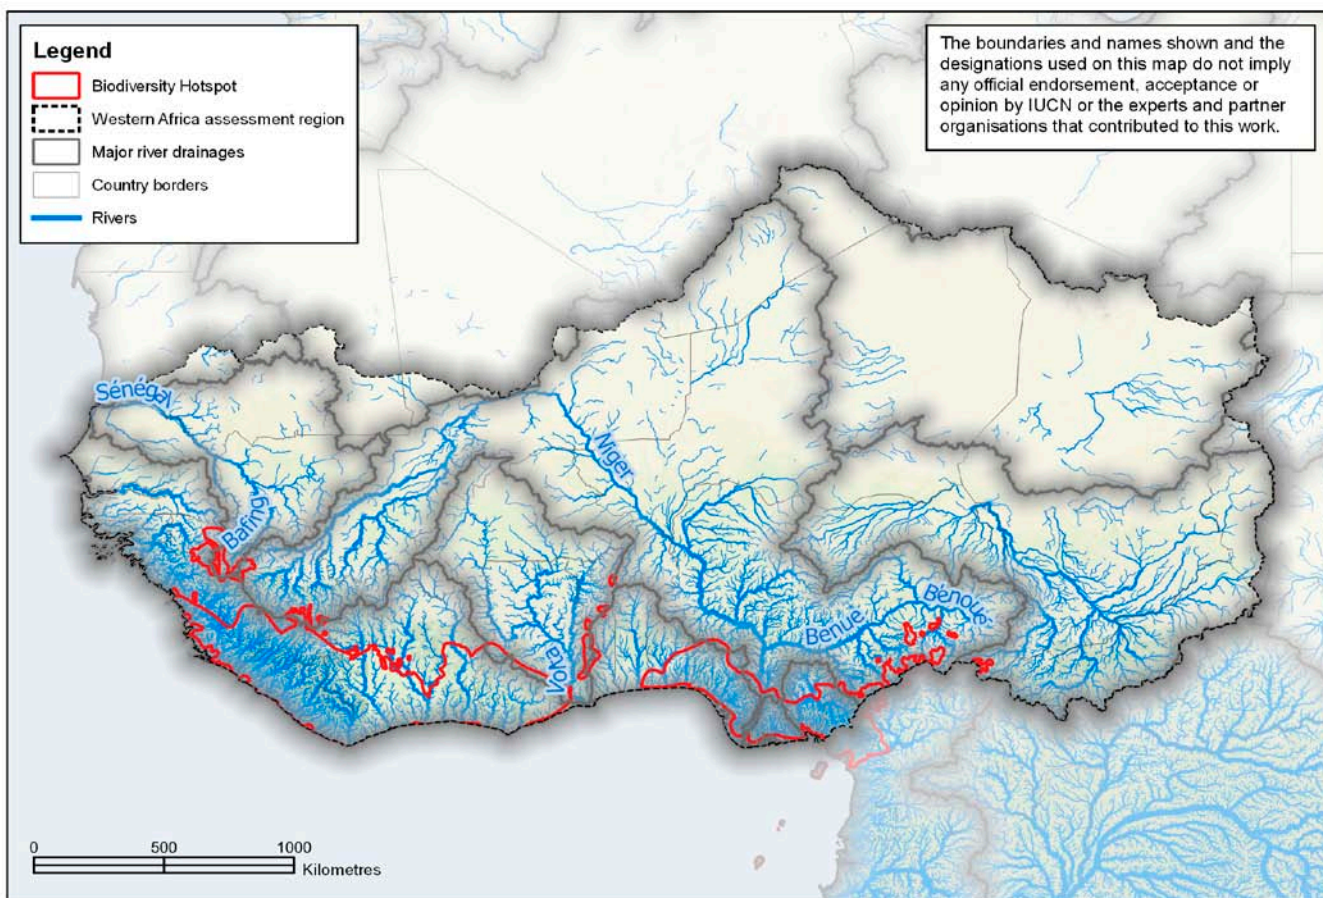 Legend
Biodiversity Hotspot
Western Africa assessment region
Major river drainages
Country borders
Rivers
The boundaries and names shown and the
designations used on this map do not imply
any official endorsement, acceptance or
opinion by IUCN or the experts and partner
organisations that contributed to this work.
Sénégal
Niger
Bafing
Bénoué
Benue
Volta
0 500 1000
Kilometres